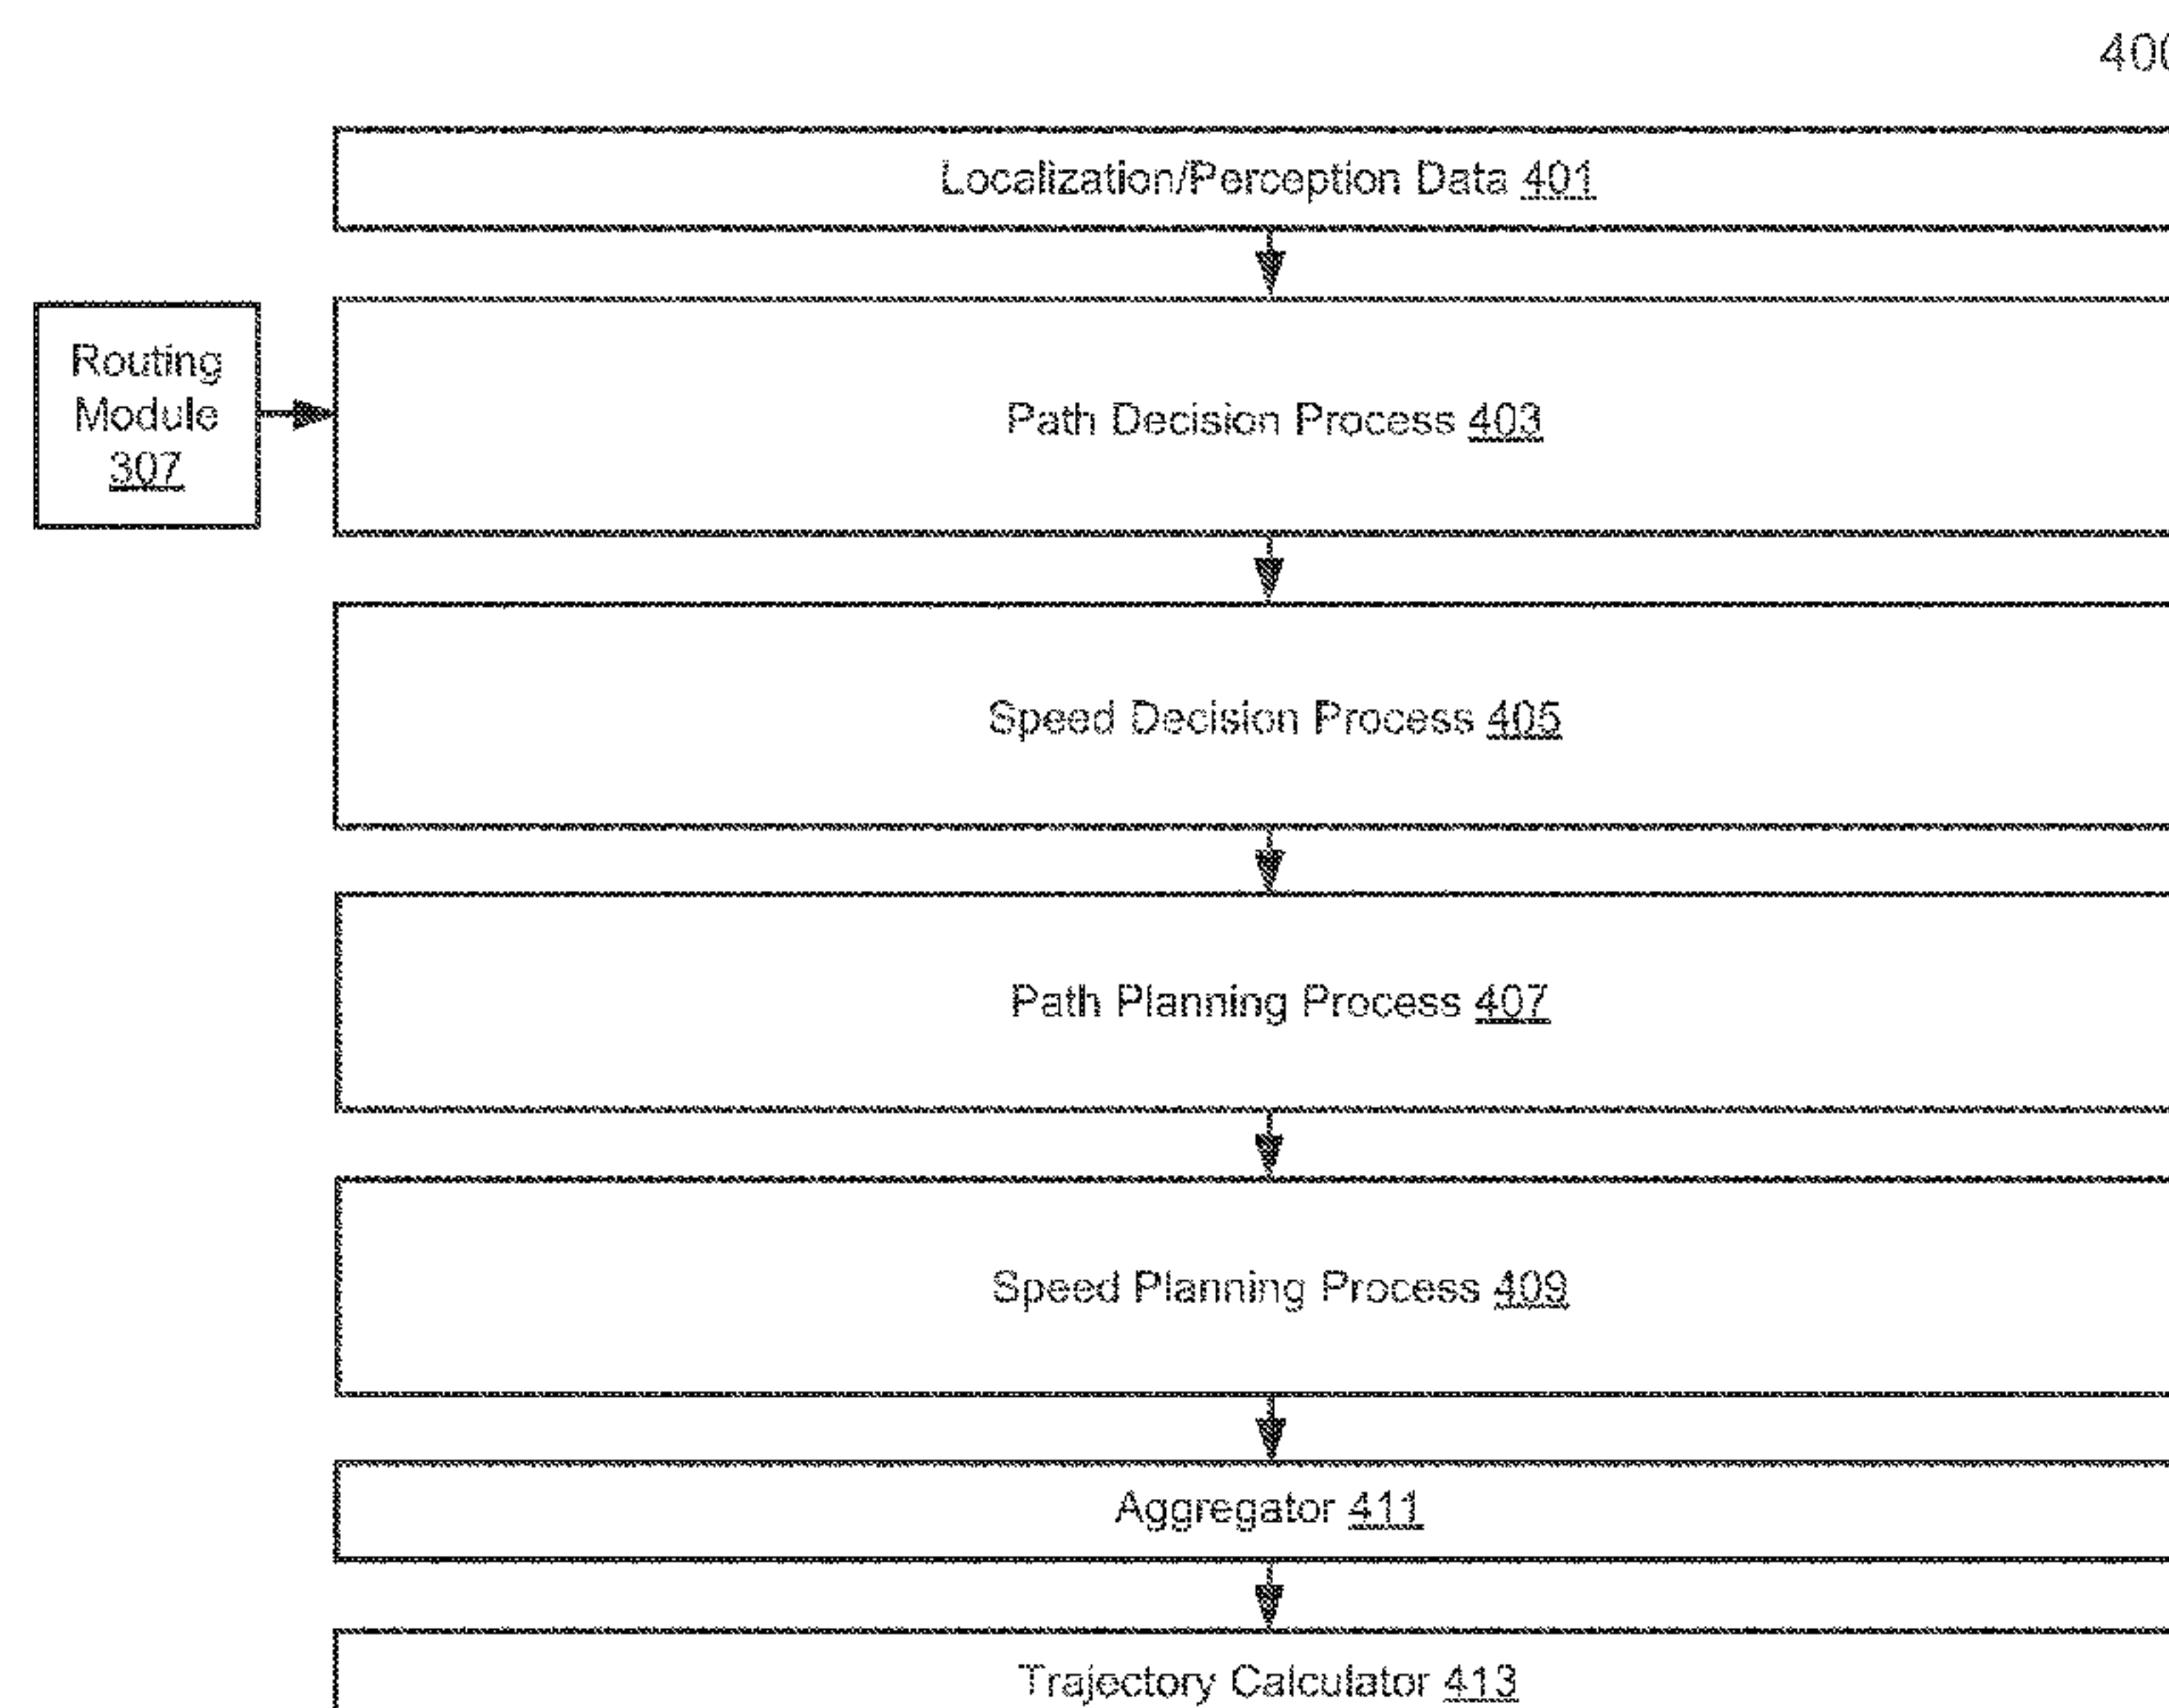 400
Localization/Perception Data 401
Routing
Module
307
Path Decision Process 403
Speed Decision Process 405
Path Planning Process 407
Speed Planning Process 409
Aggregator 411
Trajectory Calculator 413